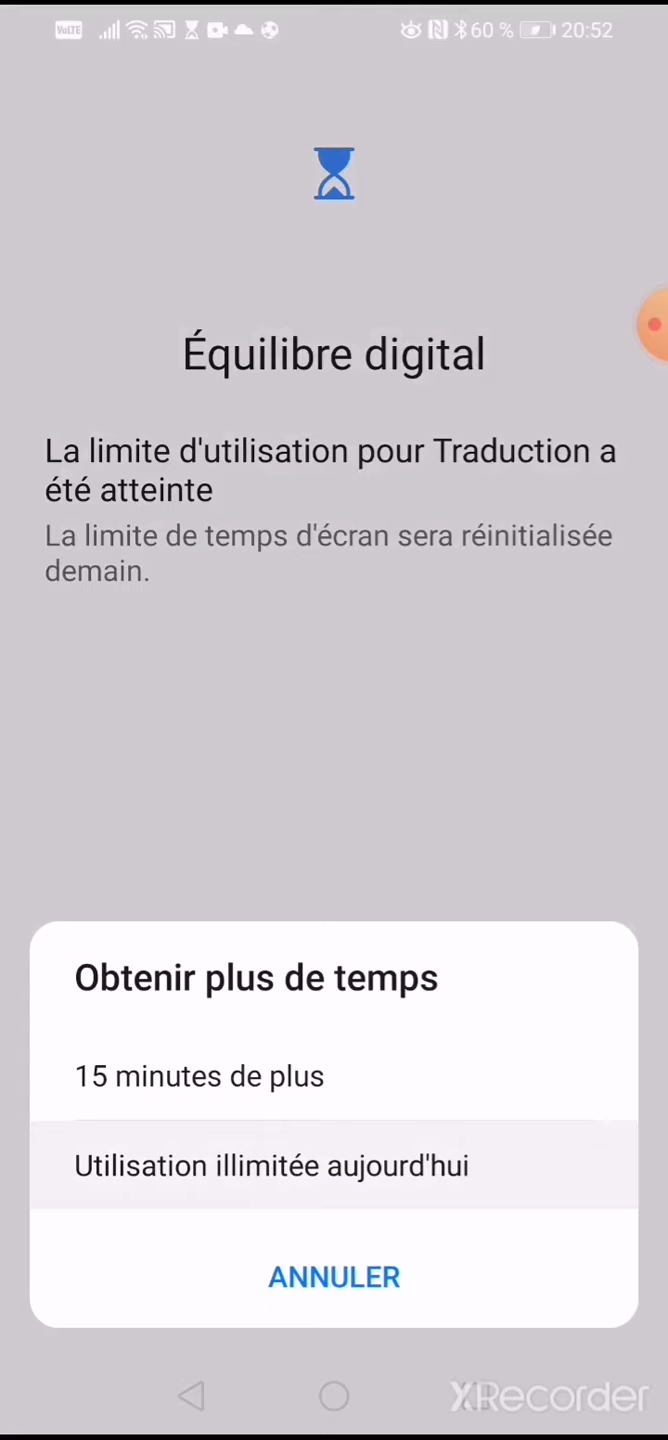 VoLTE 60 % 20:52
Équilibre digital
La limite d'utilisation pour Traduction a
été atteinte
La limite de temps d'écran sera réinitialisée
demain.
Obtenir plus de temps
15 minutes de plus
Utilisation illimitée aujourd'hui
ANNULER
XRecorder